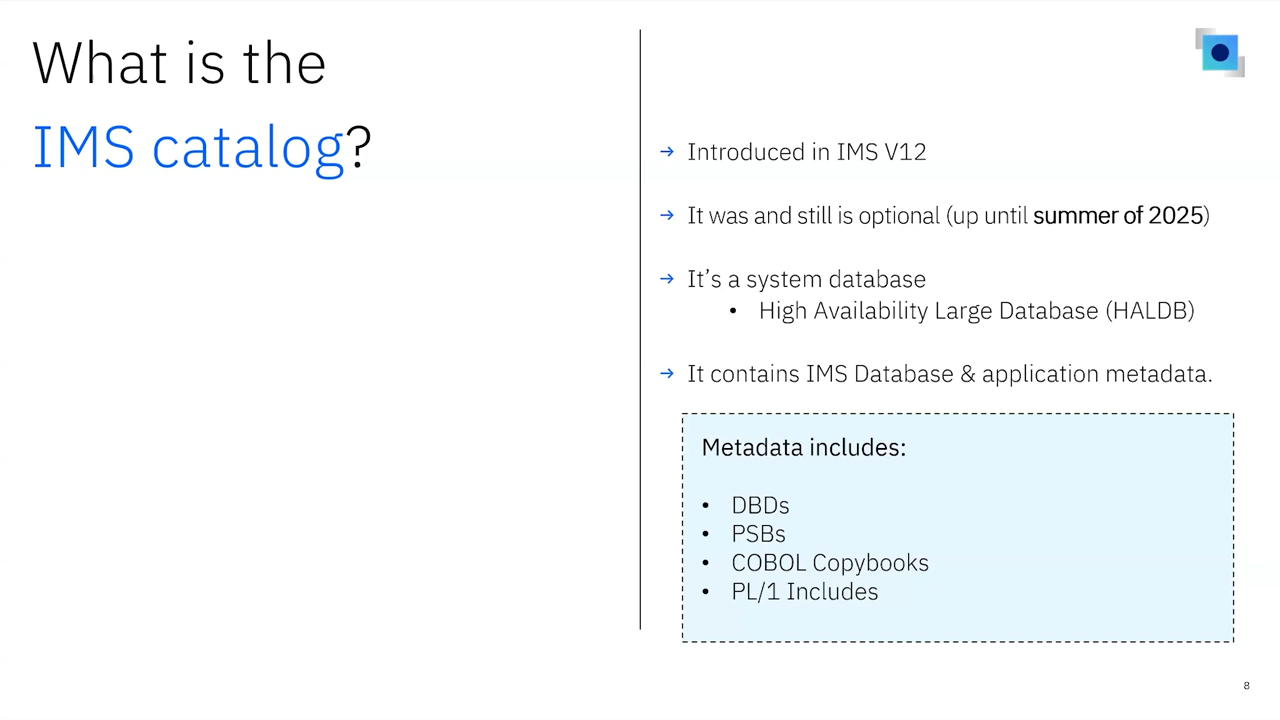 What is the
IMS catalog?
→ Introduced in IMS V12
→ It was and still is optional (up until summer of 2025)
→ It’s a system database
• High Availability Large Database (HALDB)
→ It contains IMS Database & application metadata.
Metadata includes:
• DBDs
• PSBs
• COBOL Copybooks
• PL/1 Includes
8